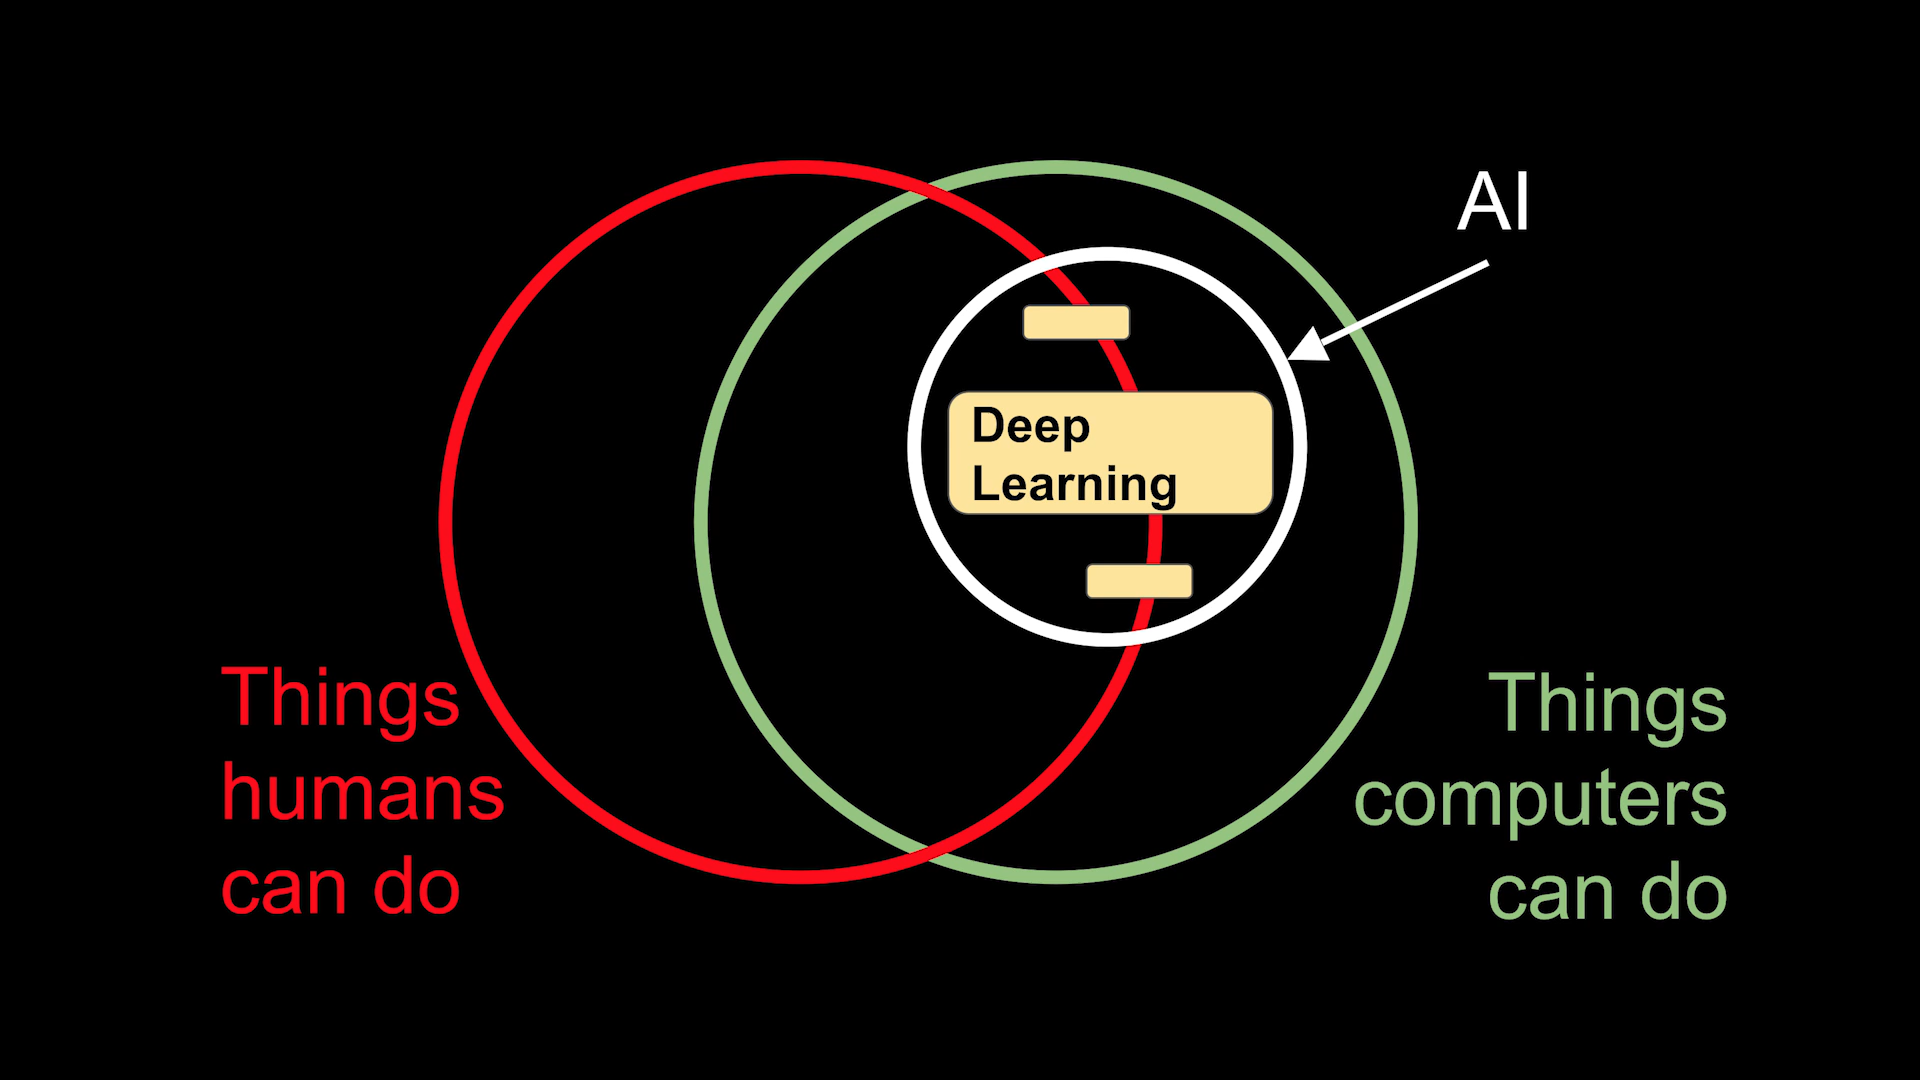 AI
Deep
Learning
Things
humans
can do
Things
computers
can do